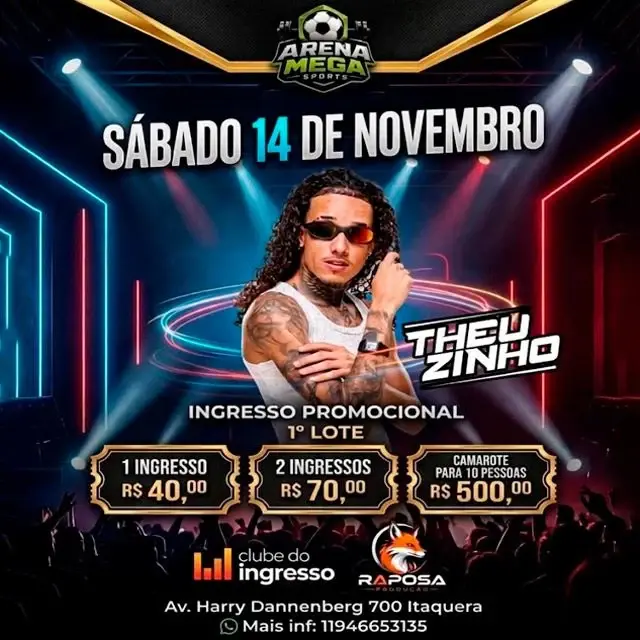 ARENA
MEGA
SPORTS
SÁBADO 14 DE NOVEMBRO
THEU
ZINHO
INGRESSO PROMOCIONAL
1º LOTE
1 INGRESSO
R$ 40,00
2 INGRESSOS
R$ 70,00
CAMAROTE
PARA 10 PESSOAS
R$ 500,00
clube do
ingresso
RAPOSA
PRODUÇÃO
Av. Harry Dannenberg 700 Itaquera
Mais inf: 11946653135